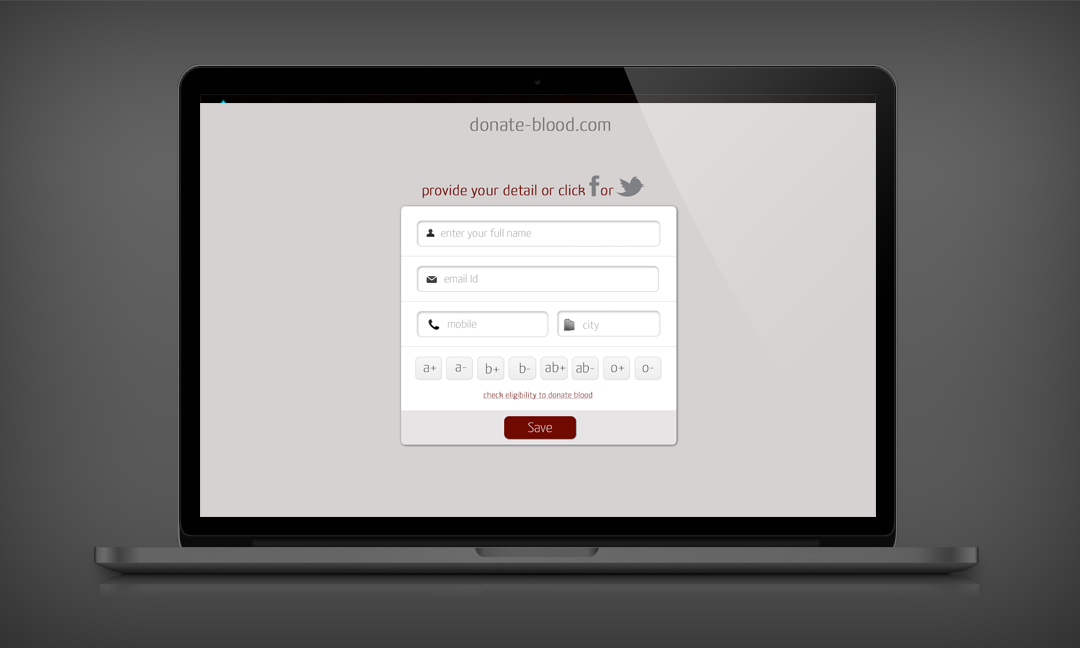 donate-blood.com
provide your detail or click f or
enter your full name
email Id
mobile
city
a+ a- b+ b- ab+ ab- o+ o-
check eligibility to donate blood
Save